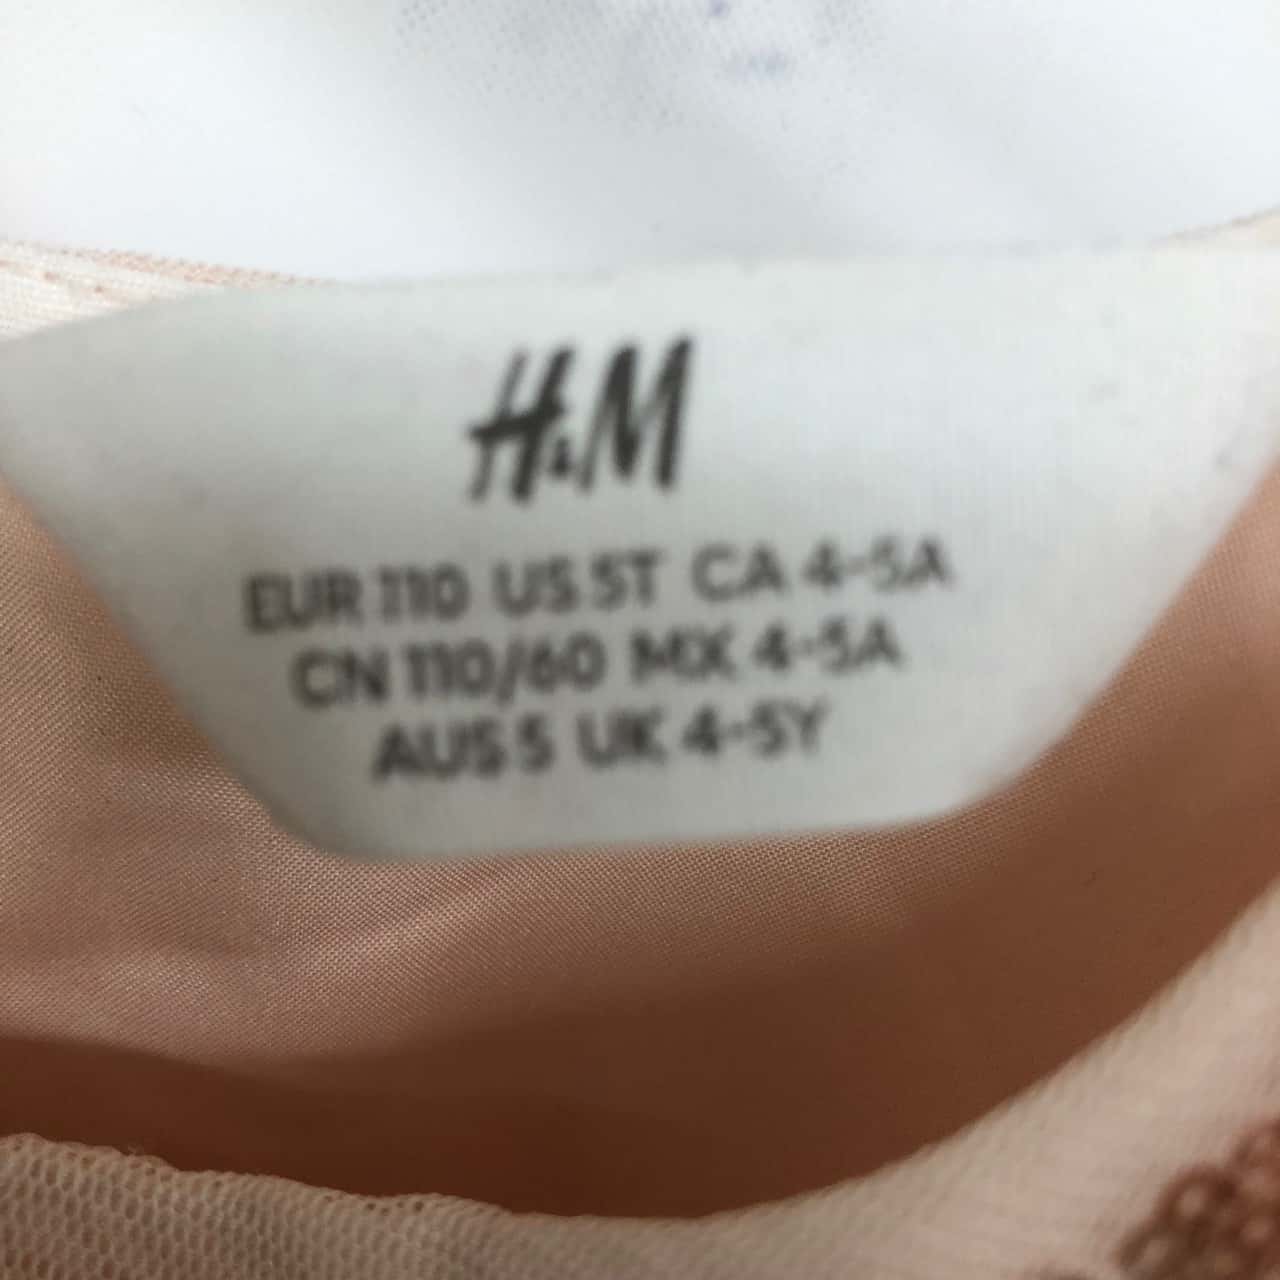 H&M
EUR 110 US 5T CA 4-5A
CN 110/60 MX 4-5A
AUS 5 UK 4-5Y